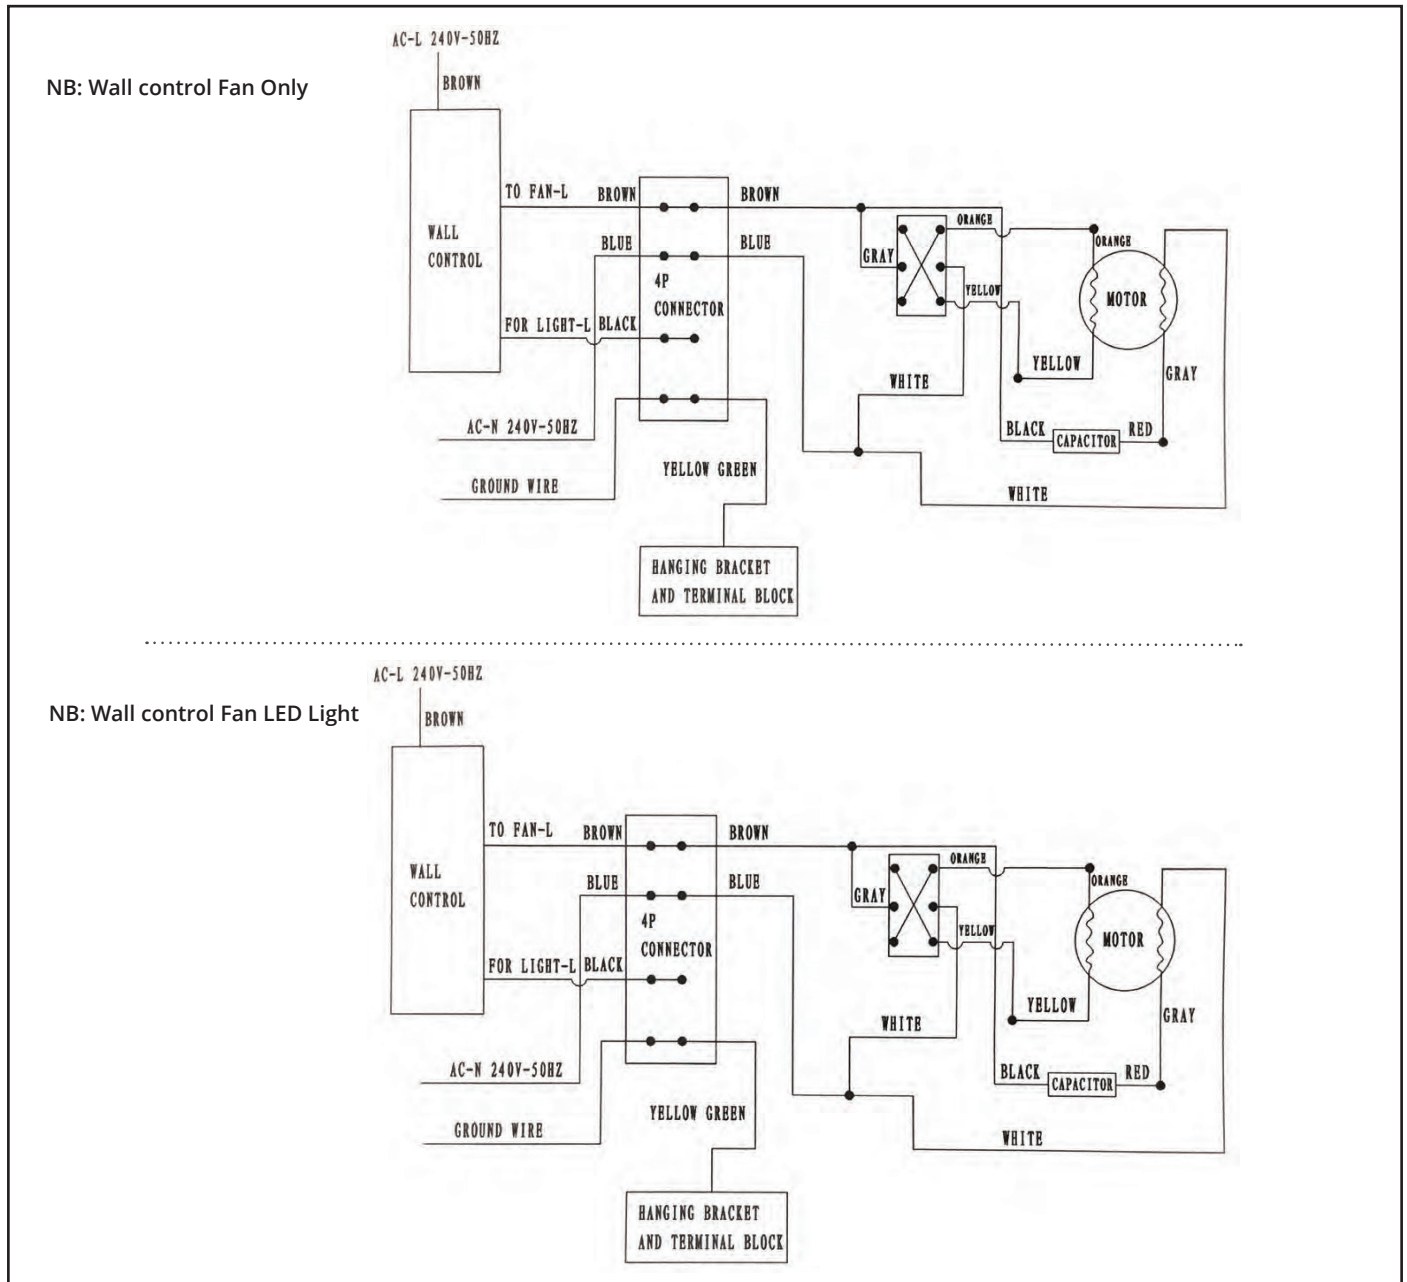 AC-L 240V-50HZ
NB: Wall control Fan Only
BROWN
TO FAN-L BROWN BROWN
ORANGE
WALL
CONTROL
BLUE BLUE
ORANGE
GRAY
4P
CONNECTOR
YELLOW
MOTOR
FOR LIGHT-L BLACK
YELLOW
GRAY
WHITE
AC-N 240V-50HZ
BLACK CAPACITOR RED
YELLOW GREEN
GROUND WIRE
WHITE
HANGING BRACKET
AND TERMINAL BLOCK
AC-L 240V-50HZ
NB: Wall control Fan LED Light
BROWN
TO FAN-L BROWN BROWN
ORANGE
WALL
CONTROL
BLUE BLUE
ORANGE
GRAY
4P
CONNECTOR
YELLOW
MOTOR
FOR LIGHT-L BLACK
YELLOW
GRAY
WHITE
AC-N 240V-50HZ
BLACK CAPACITOR RED
YELLOW GREEN
GROUND WIRE
WHITE
HANGING BRACKET
AND TERMINAL BLOCK